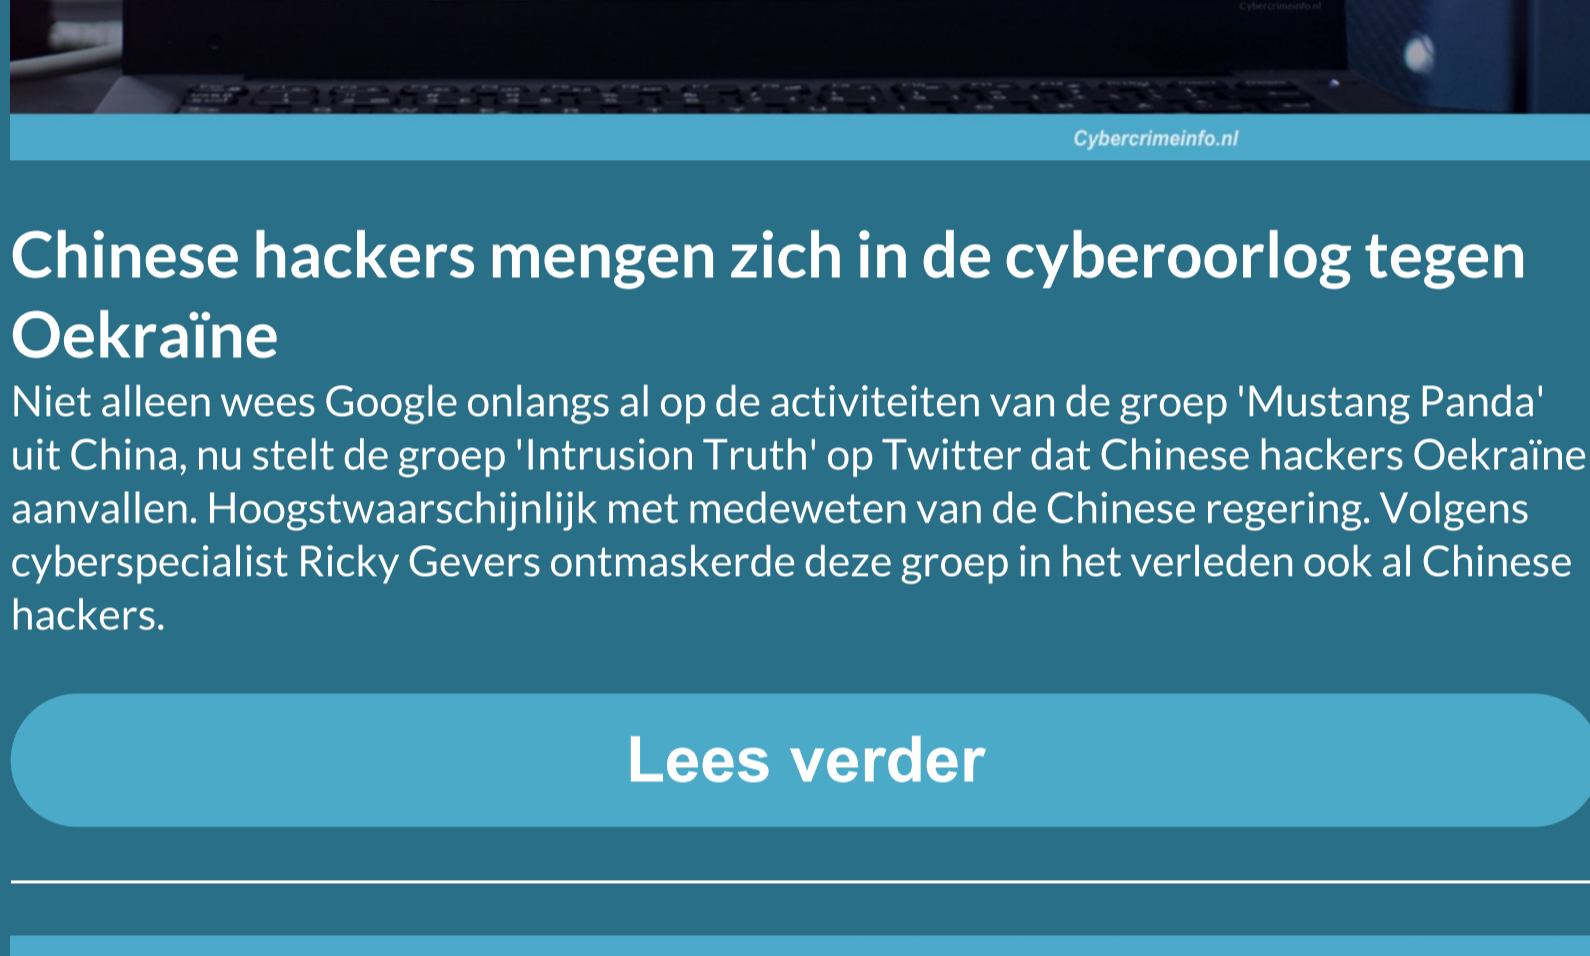 Cybercrimeinfo.nl
Cybercrimeinfo.nl
Chinese hackers mengen zich in de cyberoorlog tegen
Oekraïne
Niet alleen wees Google onlangs al op de activiteiten van de groep 'Mustang Panda'
uit China, nu stelt de groep 'Intrusion Truth' op Twitter dat Chinese hackers Oekraïne
aanvallen. Hoogstwaarschijnlijk met medeweten van de Chinese regering. Volgens
cyberspecialist Ricky Gevers ontmaskerde deze groep in het verleden ook al Chinese
hackers.
Lees verder